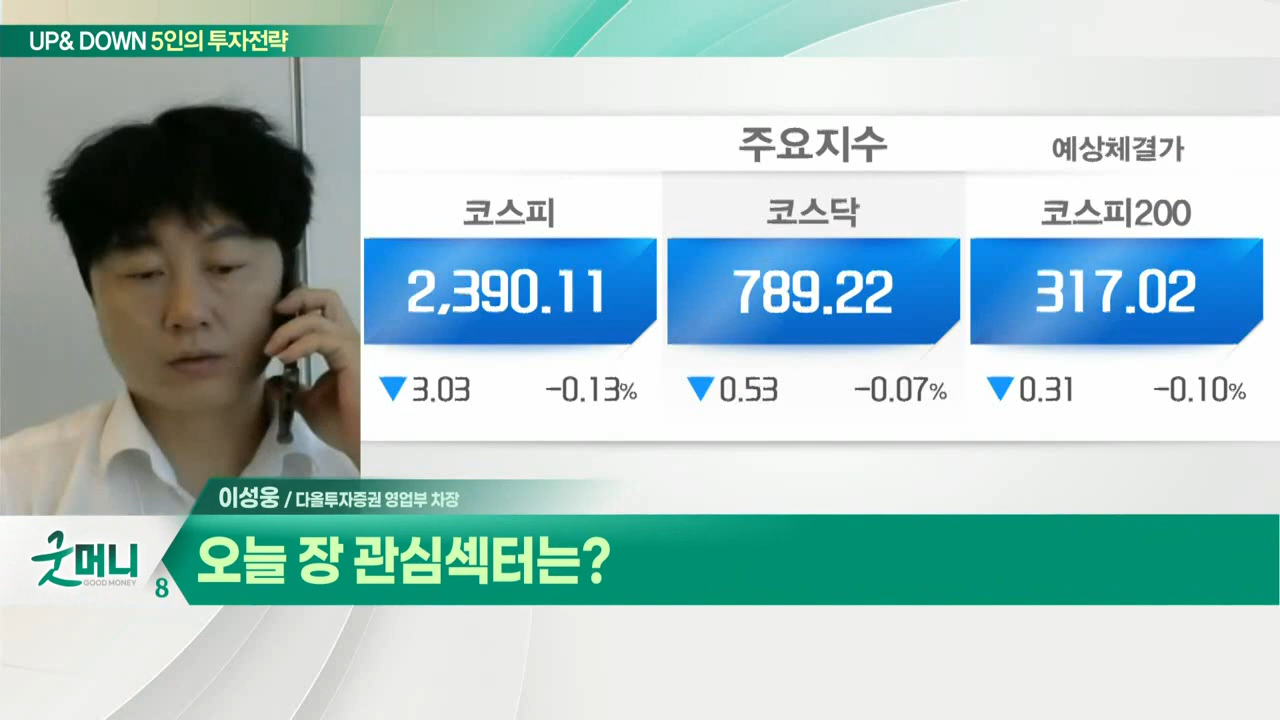 UP& DOWN 5인의 투자전략
주요지수
예상체결가
코스피
코스닥
코스피200
2,390.11
789.22
317.02
▼ 3.03 -0.13%
▼ 0.53 -0.07%
▼ 0.31 -0.10%
이성웅 / 다올투자증권 영업부 차장
굿머니
GOOD MONEY
8
오늘 장 관심섹터는?